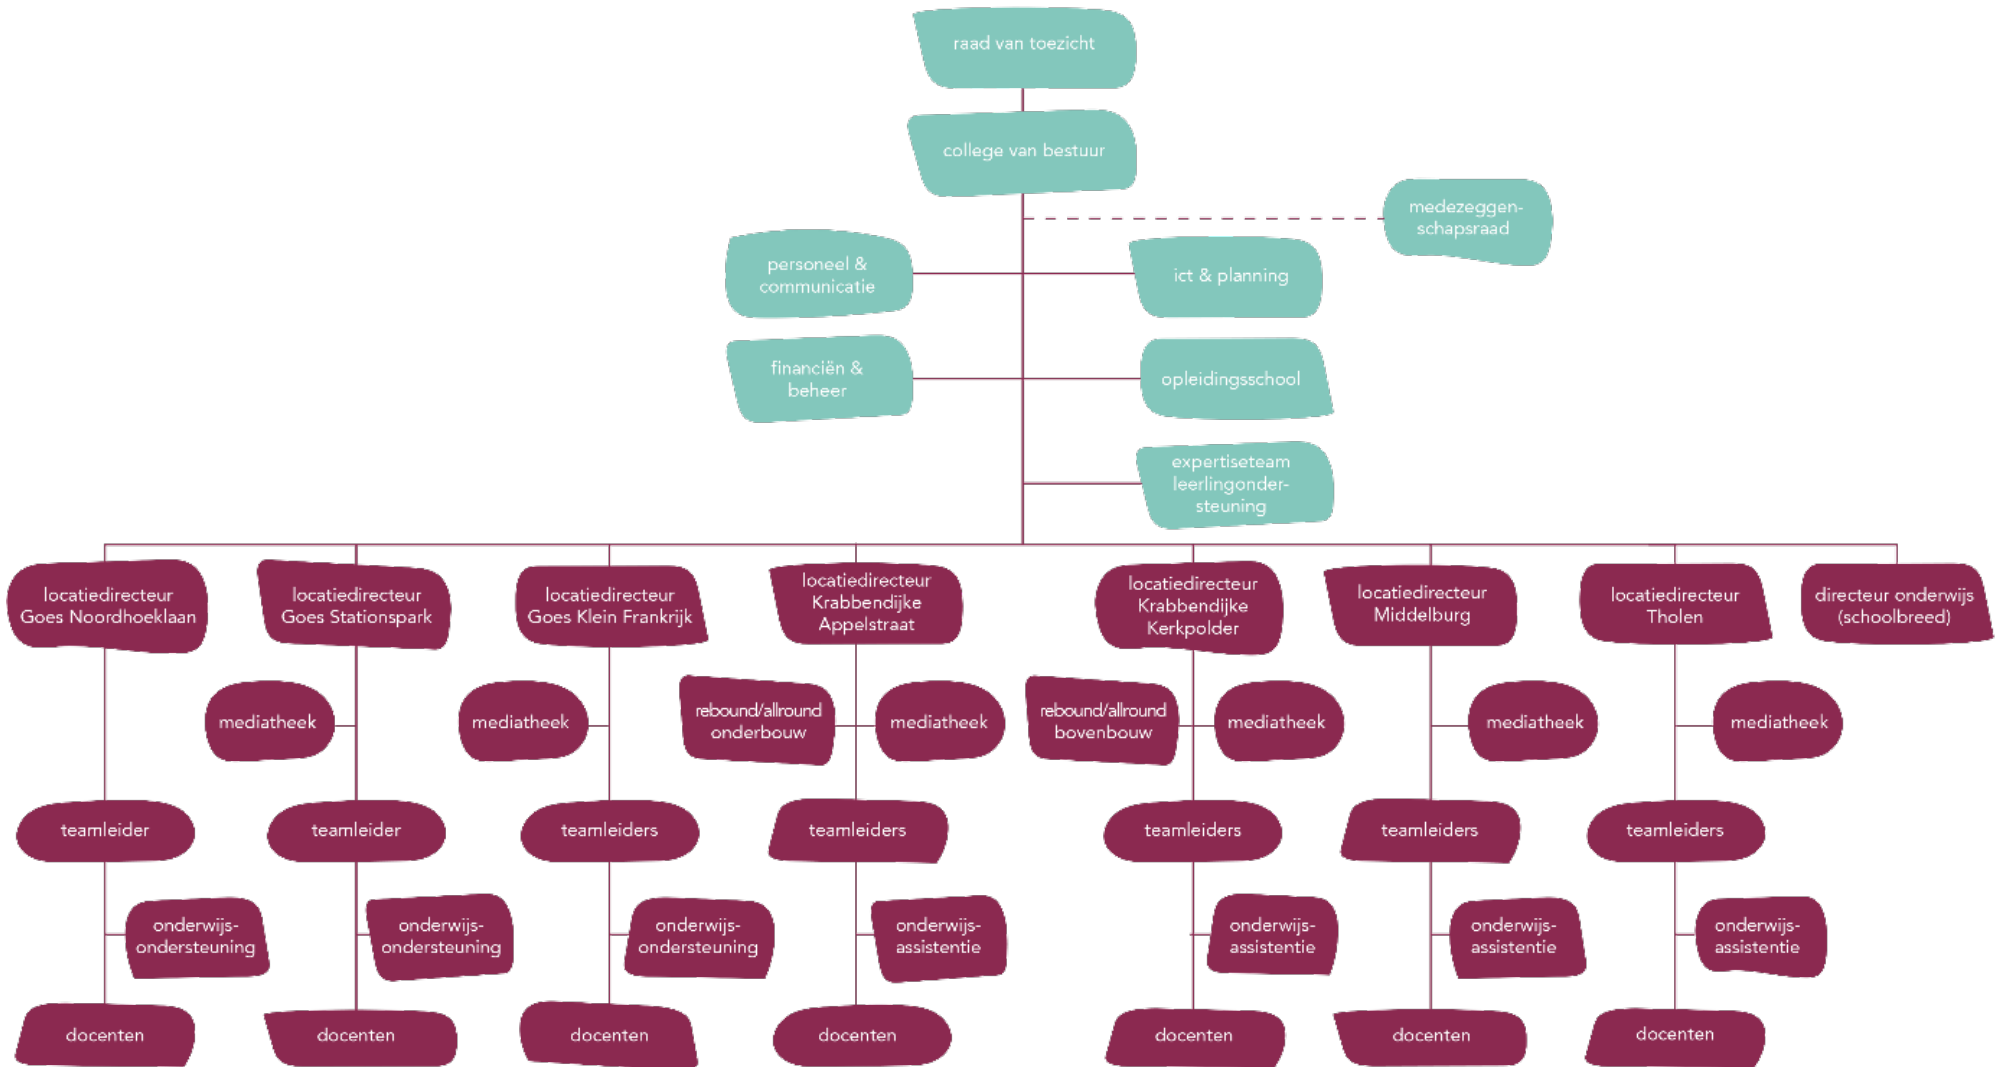 raad van toezicht
college van bestuur
medezeggen-
schapsraad
personeel &
communicatie
ict & planning
financiën &
beheer
opleidingsschool
expertiseteam
leerlingonder-
steuning
locatiedirecteur
Goes Noordhoeklaan
locatiedirecteur
Goes Stationspark
locatiedirecteur
Goes Klein Frankrijk
locatiedirecteur
Krabbendijke
Appelstraat
locatiedirecteur
Krabbendijke
Kerkpolder
locatiedirecteur
Middelburg
locatiedirecteur
Tholen
directeur onderwijs
(schoolbreed)
mediatheek
mediatheek
rebound/allround
onderbouw
mediatheek
rebound/allround
bovenbouw
mediatheek
mediatheek
mediatheek
teamleider
teamleider
teamleiders
teamleiders
teamleiders
teamleiders
teamleiders
onderwijs-
ondersteuning
onderwijs-
ondersteuning
onderwijs-
ondersteuning
onderwijs-
assistentie
onderwijs-
assistentie
onderwijs-
assistentie
onderwijs-
assistentie
docenten
docenten
docenten
docenten
docenten
docenten
docenten